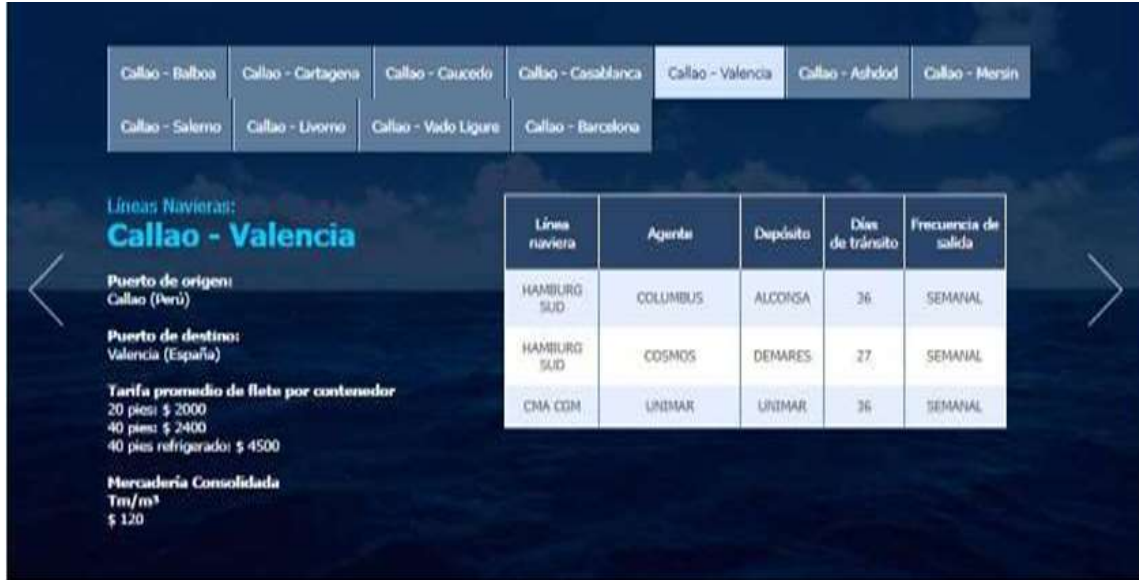 Callao - Balboa Callao - Cartagena Callao - Caucedo Callao - Casablanca Callao - Valencia Callao - Ashdod Callao - Mersin
Callao - Salerno Callao - Livorno Callao - Vado Ligure Callao - Barcelona
Líneas Navieras:
Callao - Valencia
Puerto de origen:
Callao (Perú)
Puerto de destino:
Valencia (España)
Tarifa promedio de flete por contenedor
20 pies: $ 2000
40 pies: $ 2400
40 pies refrigerado: $ 4500
Mercadería Consolidada
Tm/m³
$ 120
Línea naviera Agente Depósito Días de tránsito Frecuencia de salida
HAMBURG SUD COLUMBUS ALCONSA 36 SEMANAL
HAMBURG SUD COSMOS DEMARES 27 SEMANAL
CMA CGM UNIMAR UNIMAR 36 SEMANAL